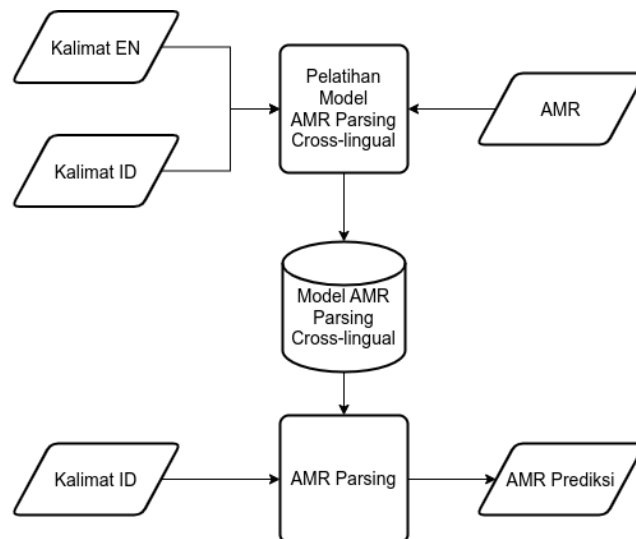 Kalimat EN
Pelatihan
Model
AMR Parsing
Cross-lingual
AMR
Kalimat ID
Model AMR
Parsing
Cross-lingual
Kalimat ID
AMR Parsing
AMR Prediksi